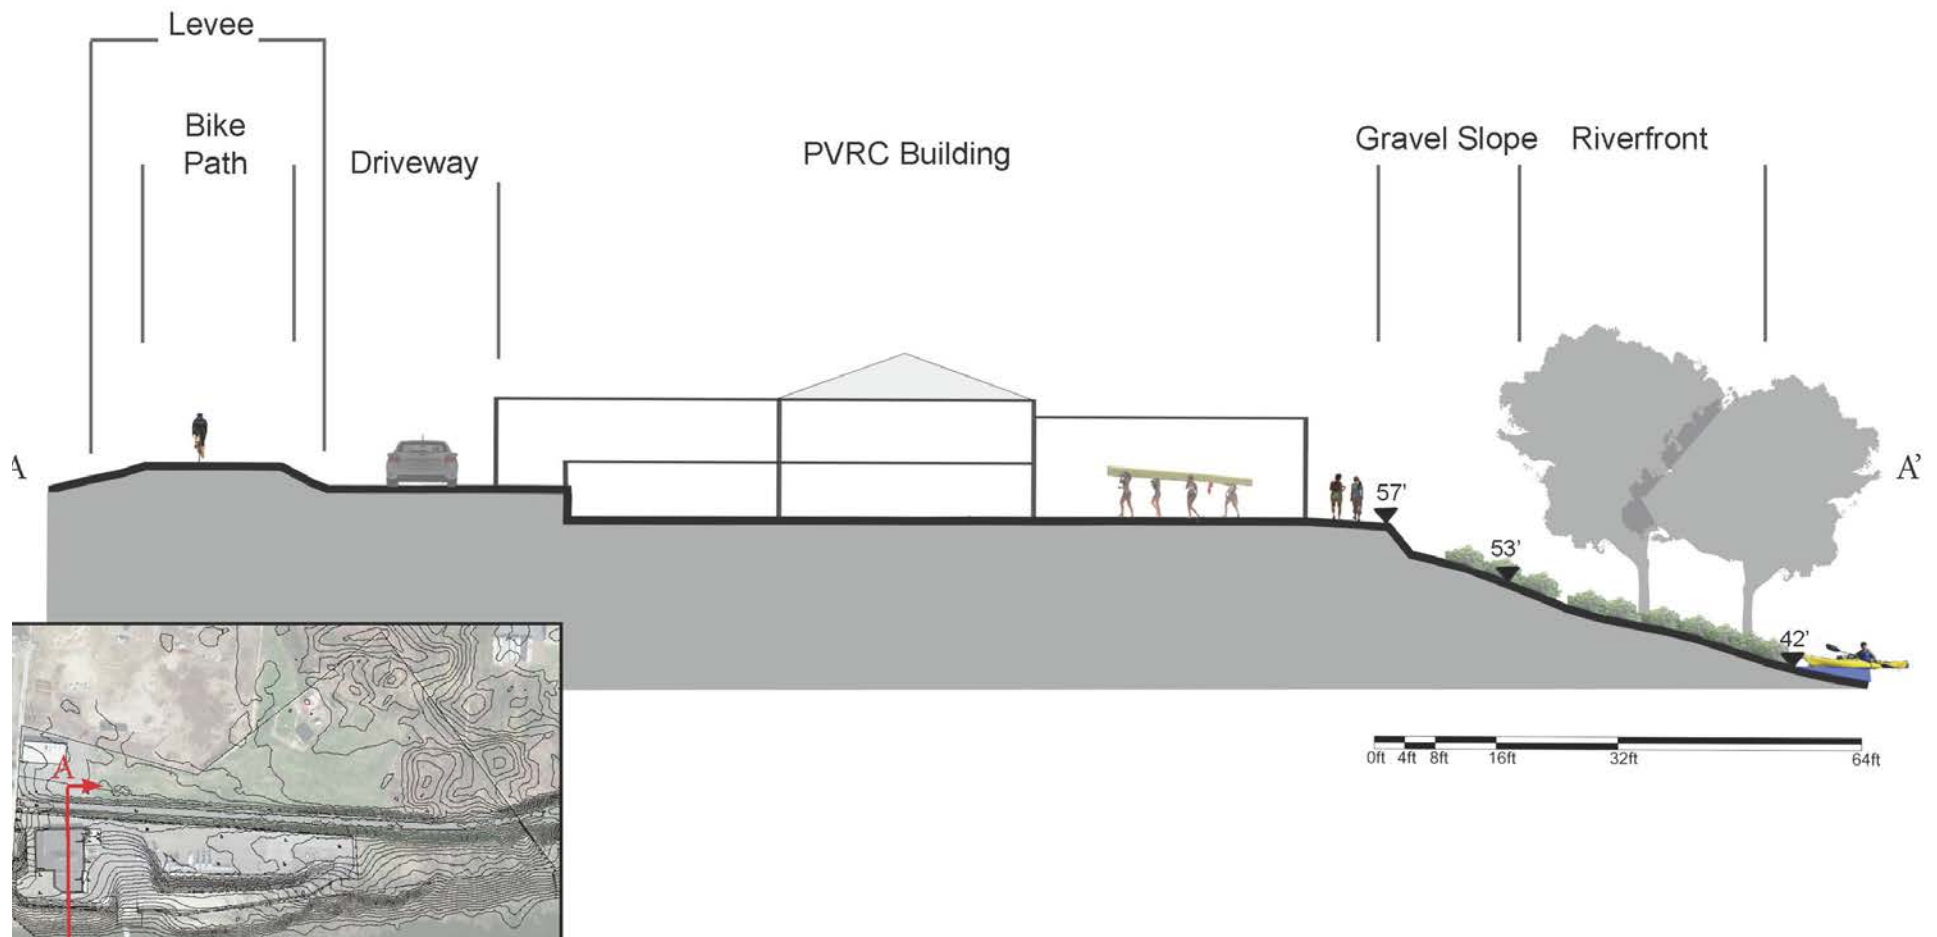 Levee
Bike
Path
Driveway
PVRC Building
Gravel Slope
Riverfront
A
A'
57'
53'
42'
0ft 4ft 8ft 16ft 32ft 64ft
A